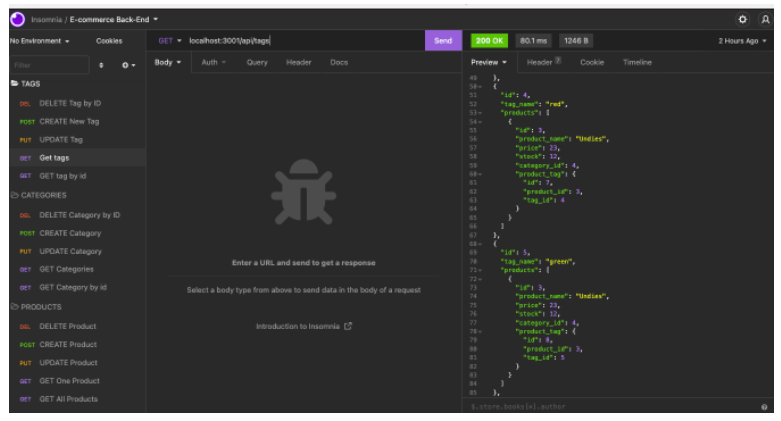 Insomnia / E-commerce Back-End
No Environment
Cookies
GET localhost:3001/api/tags
Send
200 OK
80.1 ms
1246 B
2 Hours Ago
Filter
Body
Auth
Query
Header
Docs
Preview
Header
Cookie
Timeline
TAGS
DEL DELETE Tag by ID
POST CREATE New Tag
PUT UPDATE Tag
GET Get tags
GET GET tag by id
CATEGORIES
DEL DELETE Category by ID
POST CREATE Category
PUT UPDATE Category
GET GET Categories
GET GET Category by id
PRODUCTS
DEL DELETE Product
POST CREATE Product
PUT UPDATE Product
GET GET One Product
GET GET All Products
Enter a URL and send to get a response
Select a body type from above to send data in the body of a request
Introduction to Insomnia
49 },
50 {
51 "id": 4,
52 "tag_name": "red",
53 "products": [
54 {
55 "id": 3,
56 "product_name": "Undies",
57 "price": 23,
58 "stock": 12,
59 "category_id": 4,
60 "product_tag": {
61 "id": 7,
62 "product_id": 3,
63 "tag_id": 4
64 }
65 }
66 ]
67 },
68 {
69 "id": 5,
70 "tag_name": "green",
71 "products": [
72 {
73 "id": 3,
74 "product_name": "Undies",
75 "price": 23,
76 "stock": 12,
77 "category_id": 4,
78 "product_tag": {
79 "id": 8,
80 "product_id": 3,
81 "tag_id": 5
82 }
83 }
84 ]
85 },
$.store.books[*].author